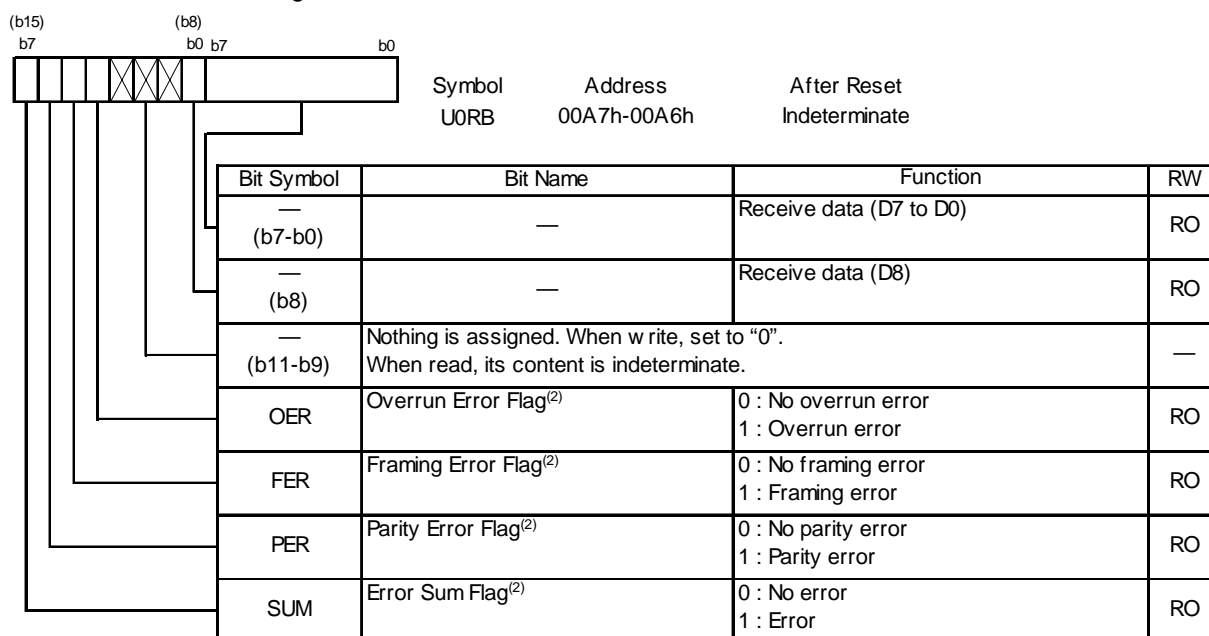 (b15) (b8)
b7 b0 b7 b0
Symbol Address After Reset
U0RB 00A7h-00A6h Indeterminate
Bit Symbol Bit Name Function RW
— (b7-b0) — Receive data (D7 to D0) RO
— (b8) — Receive data (D8) RO
— (b11-b9) Nothing is assigned. When write, set to “0”.
When read, its content is indeterminate. —
OER Overrun Error Flag(2) 0 : No overrun error
1 : Overrun error RO
FER Framing Error Flag(2) 0 : No framing error
1 : Framing error RO
PER Parity Error Flag(2) 0 : No parity error
1 : Parity error RO
SUM Error Sum Flag(2) 0 : No error
1 : Error RO